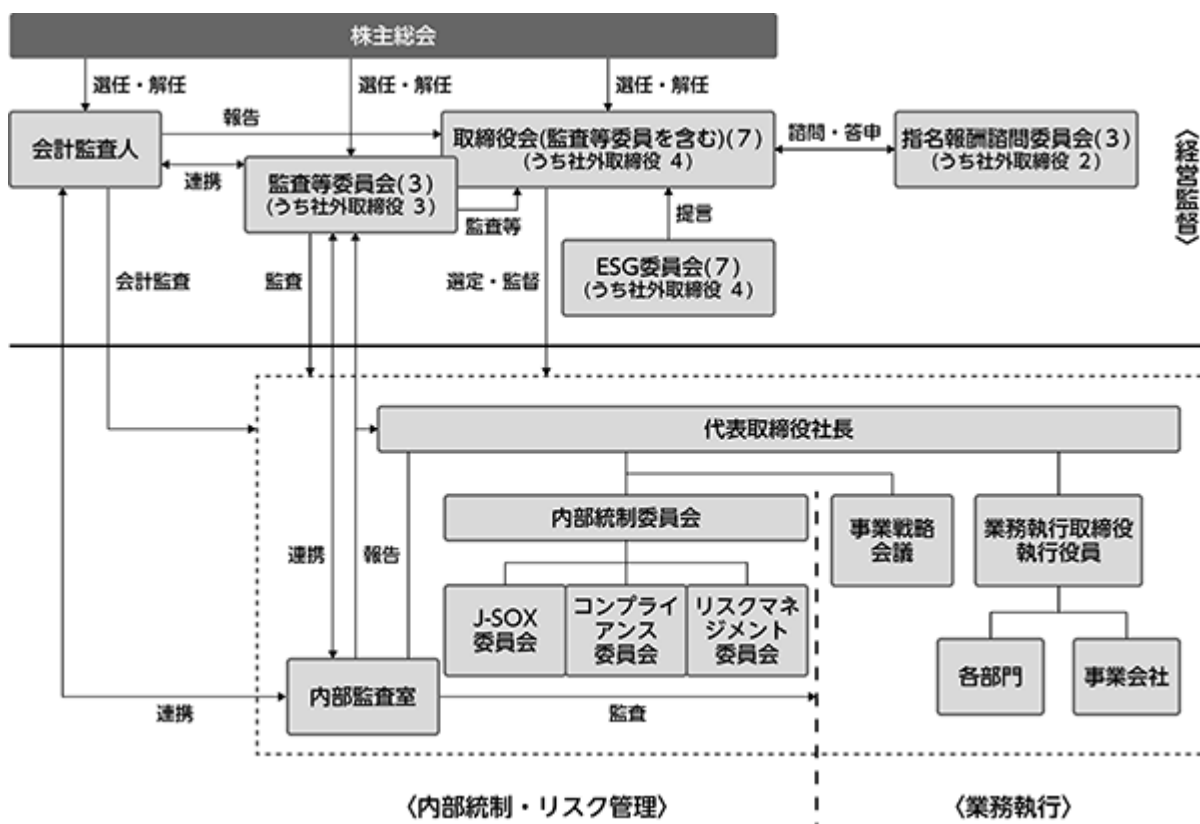 株主総会
選任・解任
選任・解任
選任・解任
会計監査人
報告
取締役会(監査等委員を含む)(7)
(うち社外取締役 4)
諮問・答申
指名報酬諮問委員会(3)
(うち社外取締役 2)
〈経営監督〉
連携
監査等委員会(3)
(うち社外取締役 3)
監査等
提言
会計監査
監査
選定・監督
ESG委員会(7)
(うち社外取締役 4)
代表取締役社長
内部統制委員会
事業戦略
会議
業務執行取締役
執行役員
連携
報告
J-SOX
委員会
コンプライ
アンス
委員会
リスクマネ
ジメント
委員会
各部門
事業会社
内部監査室
連携
監査
〈内部統制・リスク管理〉
〈業務執行〉